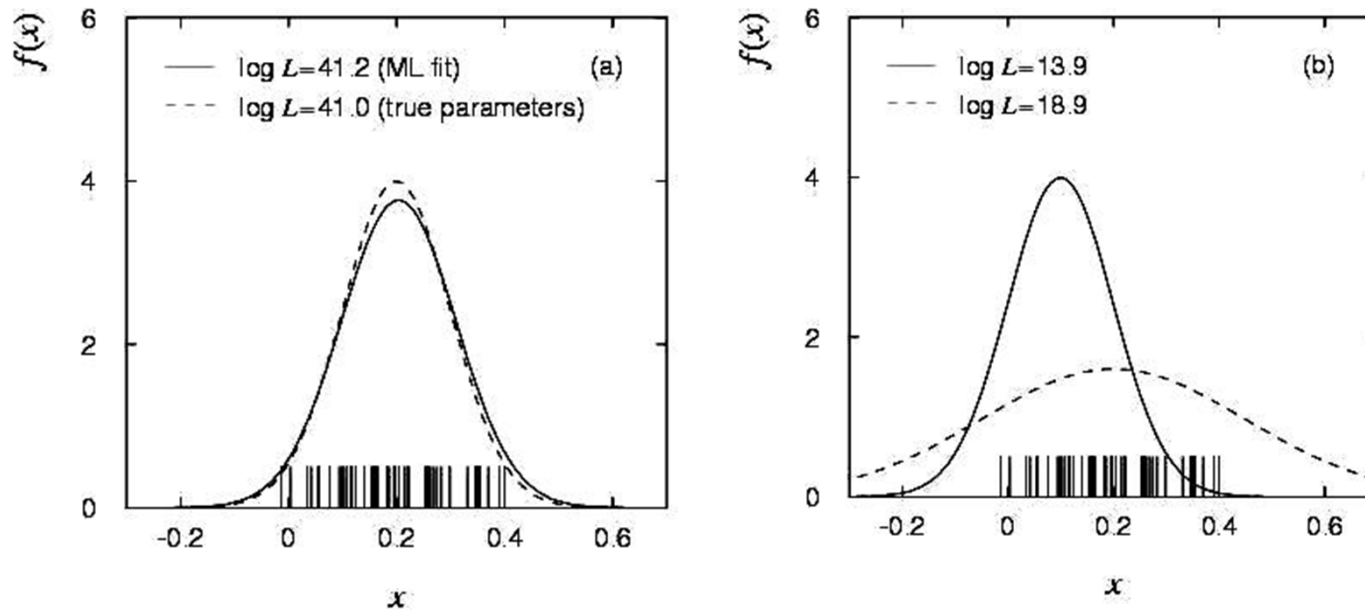 f(x)
6
log L=41.2 (ML fit)
(a)
log L=41.0 (true parameters)
4
2
0
-0.2 0 0.2 0.4 0.6
x
f(x)
6
log L=13.9
(b)
log L=18.9
4
2
0
-0.2 0 0.2 0.4 0.6
x